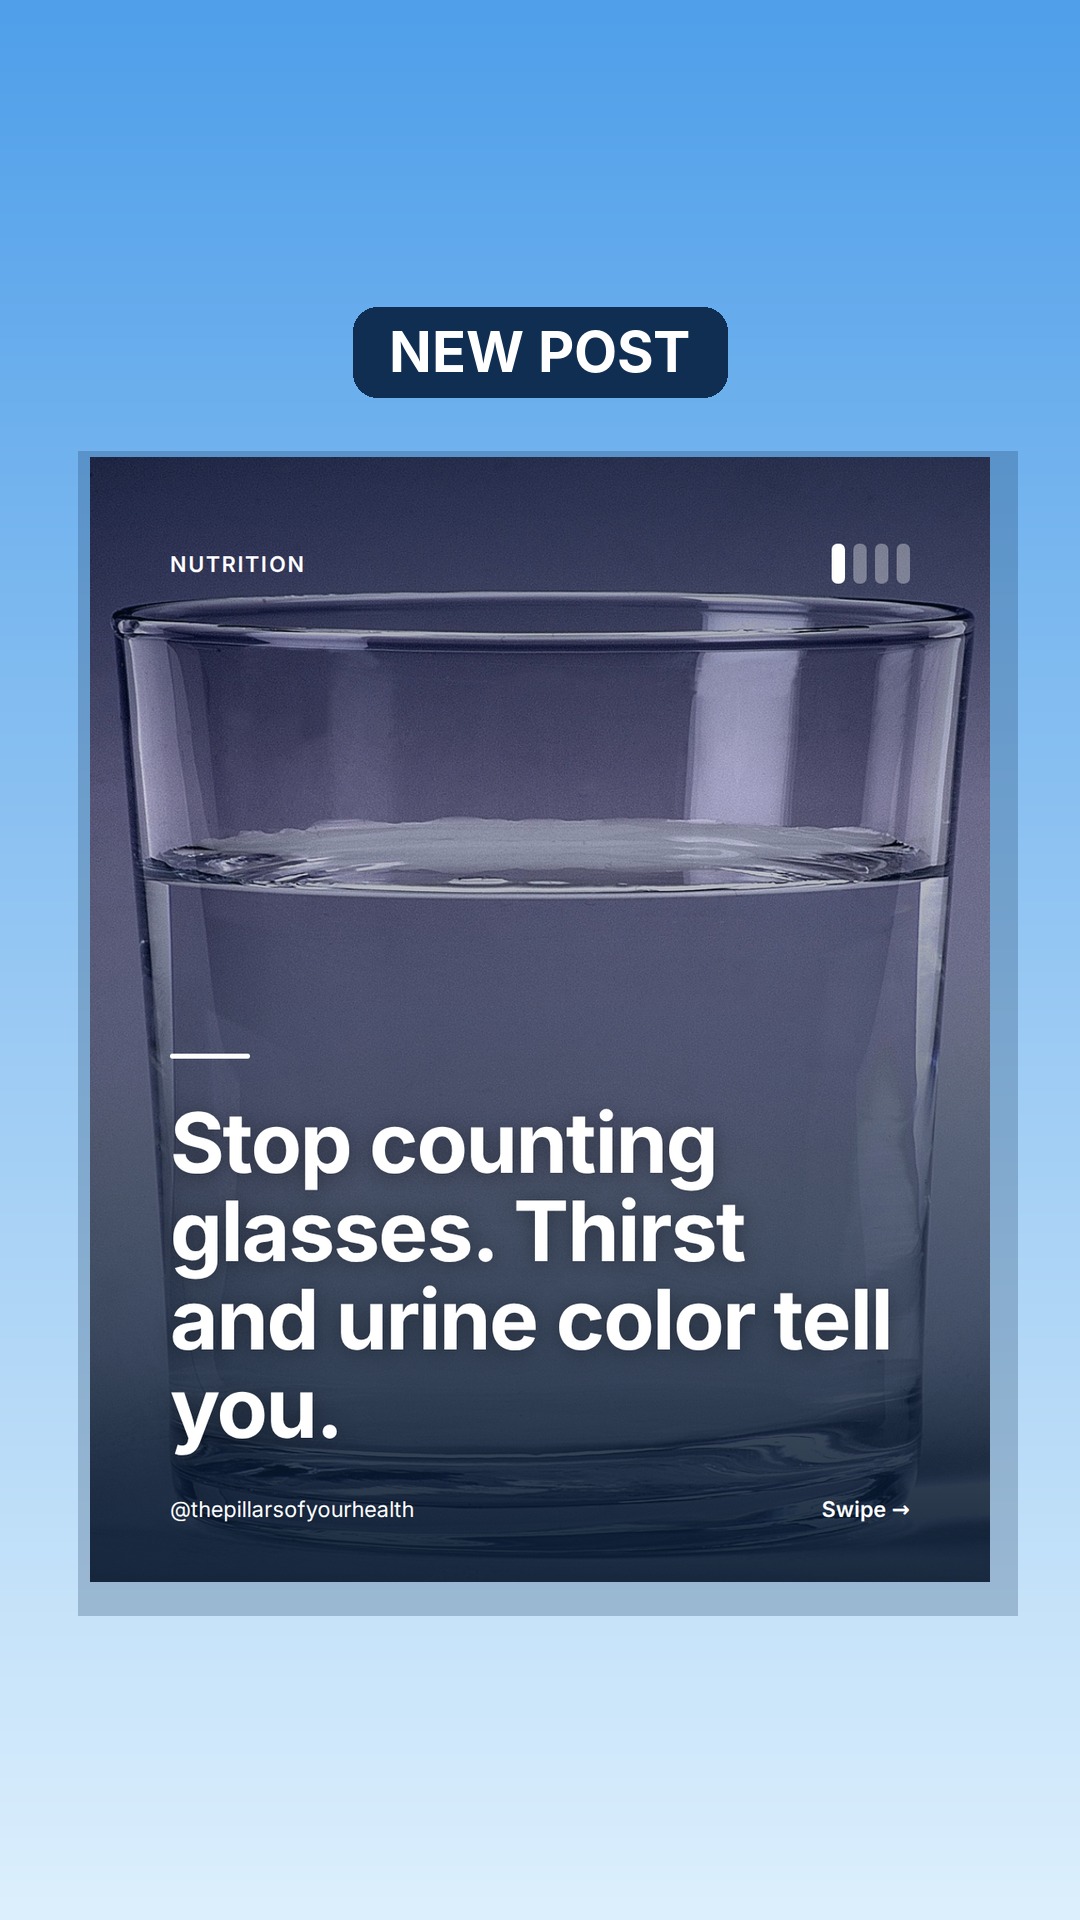 NEW POST
NUTRITION
Stop counting
glasses. Thirst
and urine color tell
you.
@thepillarsofyourhealth
Swipe →